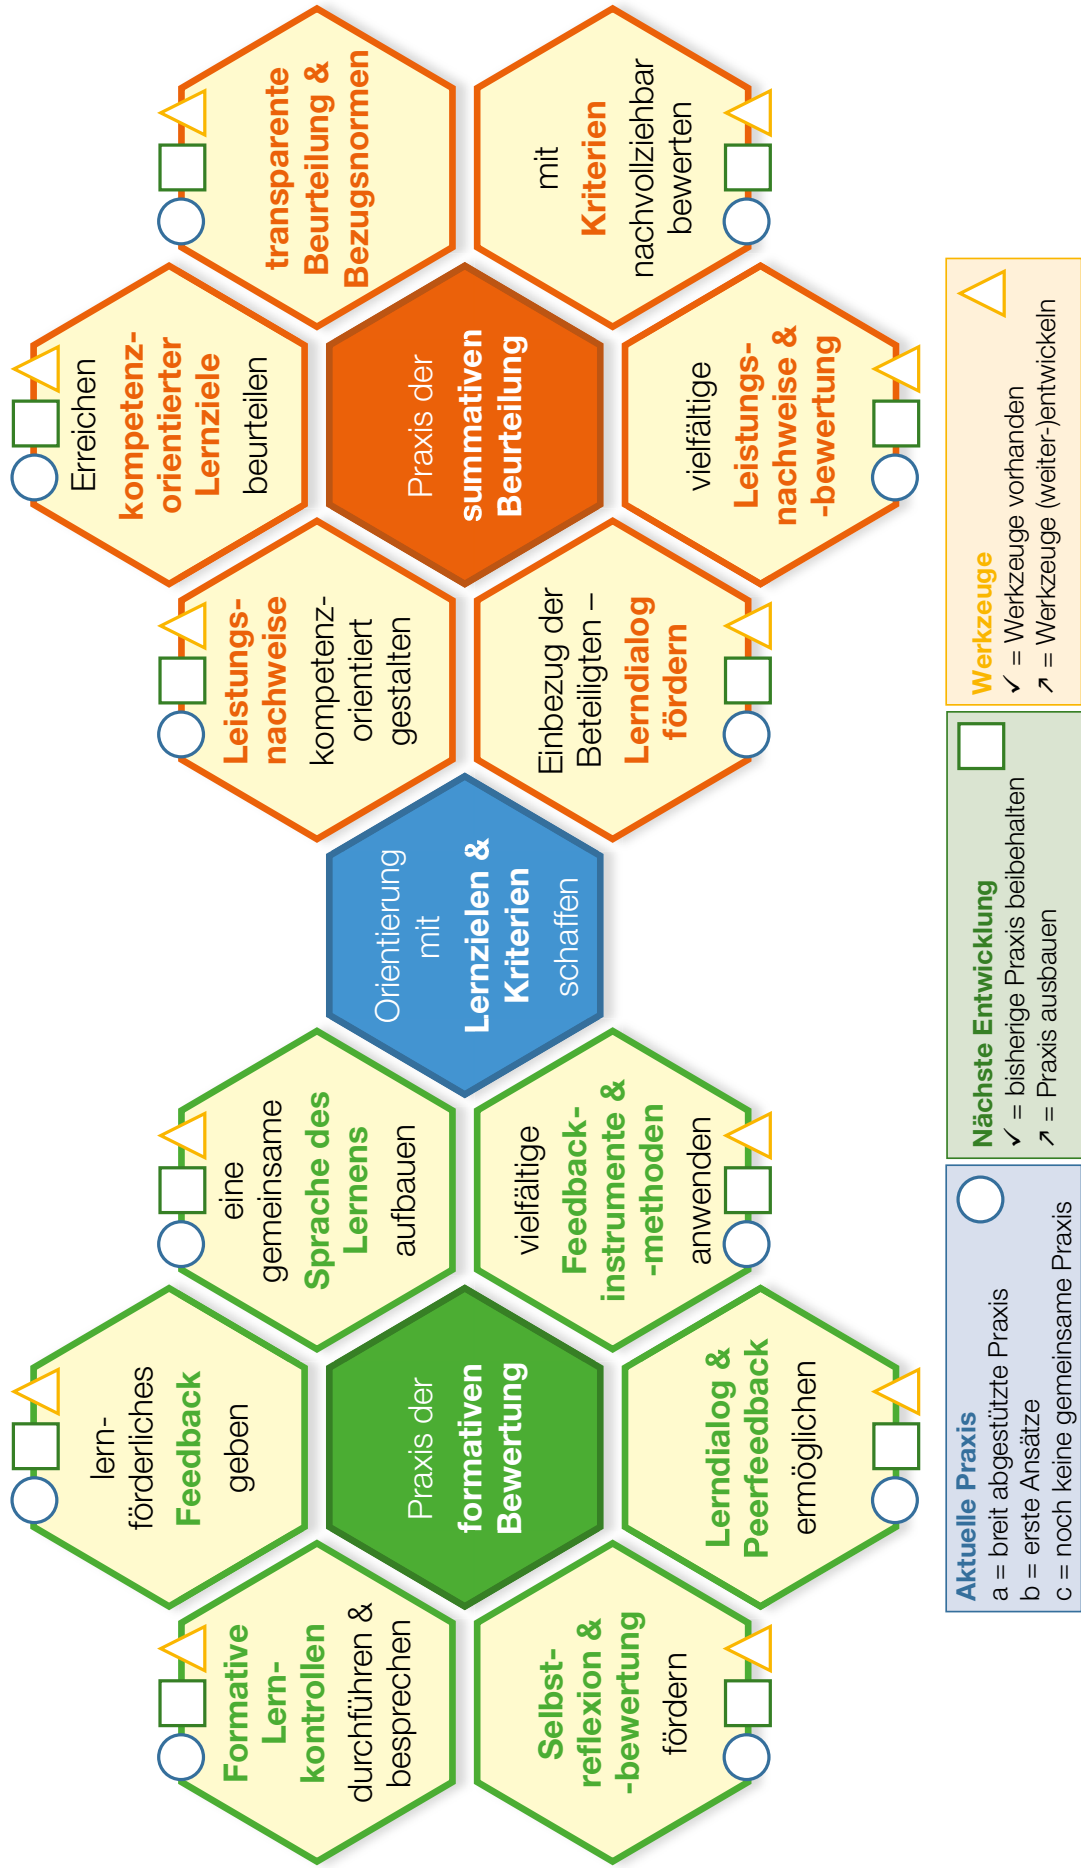 Formative
Lern-
kontrollen
durchführen &
besprechen
lern-
förderliches
Feedback
geben
eine
gemeinsame
Sprache des
Lernens
aufbauen
Praxis der
formativen
Bewertung
Selbst-
reflexion &
-bewertung
fördern
Lerndialog &
Peerfeedback
ermöglichen
vielfältige
Feedback-
instrumente &
-methoden
anwenden
Orientierung
mit
Lernzielen &
Kriterien
schaffen
Leistungs-
nachweise
kompetenz-
orientiert
gestalten
Erreichen
kompetenz-
orientierter
Lernziele
beurteilen
transparente
Beurteilung &
Bezugsnormen
Praxis der
summativen
Beurteilung
Einbezug der
Beteiligten –
Lerndialog
fördern
vielfältige
Leistungs-
nachweise &
-bewertung
mit
Kriterien
nachvollziehbar
bewerten
Aktuelle Praxis
a = breit abgestützte Praxis
b = erste Ansätze
c = noch keine gemeinsame Praxis
Nächste Entwicklung
✓ = bisherige Praxis beibehalten
↗ = Praxis ausbauen
Werkzeuge
✓ = Werkzeuge vorhanden
↗ = Werkzeuge (weiter-)entwickeln